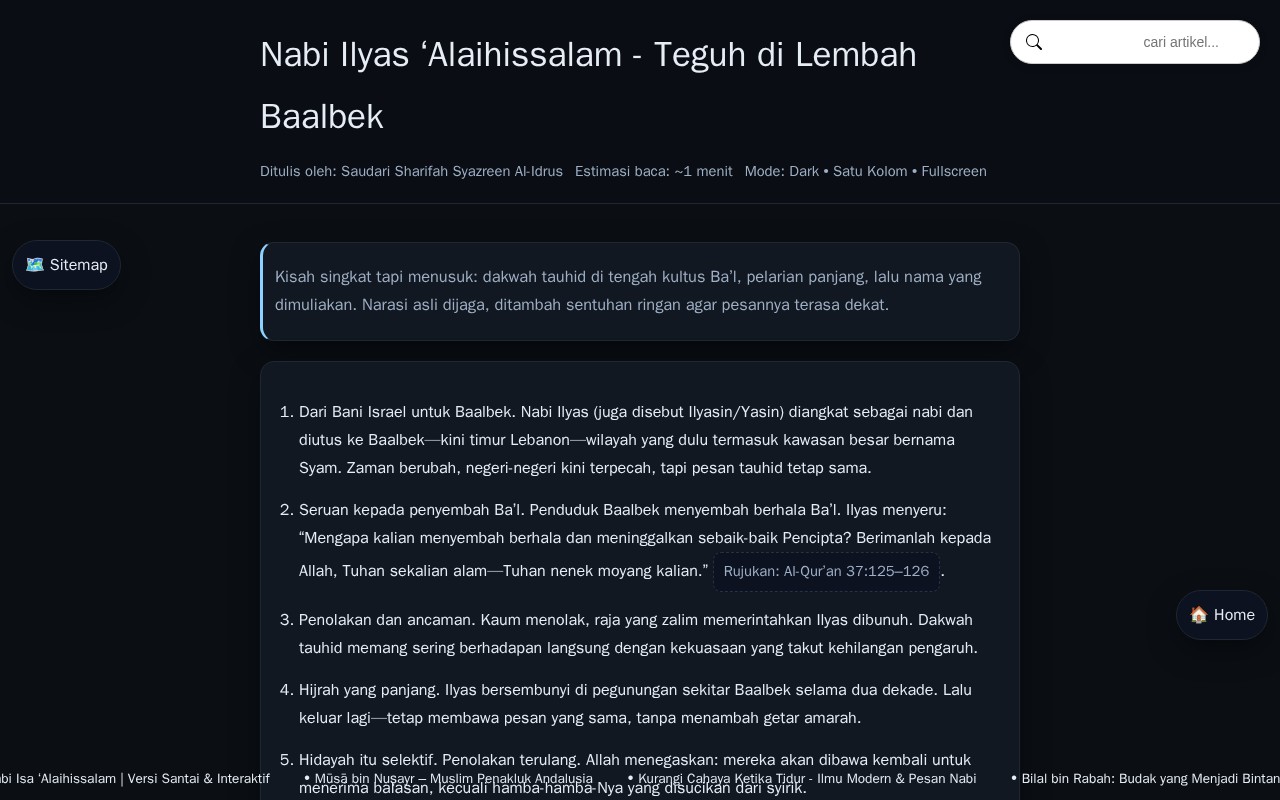 Nabi Ilyas ‘Alaihissalam - Teguh di Lembah
Baalbek
cari artikel...
Ditulis oleh: Saudari Sharifah Syazreen Al-Idrus Estimasi baca: ~1 menit Mode: Dark • Satu Kolom • Fullscreen
🗺️ Sitemap
Kisah singkat tapi menusuk: dakwah tauhid di tengah kultus Ba’l, pelarian panjang, lalu nama yang
dimuliakan. Narasi asli dijaga, ditambah sentuhan ringan agar pesannya terasa dekat.
1. Dari Bani Israel untuk Baalbek. Nabi Ilyas (juga disebut Ilyasin/Yasin) diangkat sebagai nabi dan
diutus ke Baalbek—kini timur Lebanon—wilayah yang dulu termasuk kawasan besar bernama
Syam. Zaman berubah, negeri-negeri kini terpecah, tapi pesan tauhid tetap sama.
2. Seruan kepada penyembah Ba’l. Penduduk Baalbek menyembah berhala Ba’l. Ilyas menyeru:
“Mengapa kalian menyembah berhala dan meninggalkan sebaik-baik Pencipta? Berimanlah kepada
Allah, Tuhan sekalian alam—Tuhan nenek moyang kalian.” Rujukan: Al-Qur’an 37:125–126 .
3. Penolakan dan ancaman. Kaum menolak, raja yang zalim memerintahkan Ilyas dibunuh. Dakwah
tauhid memang sering berhadapan langsung dengan kekuasaan yang takut kehilangan pengaruh.
🏠 Home
4. Hijrah yang panjang. Ilyas bersembunyi di pegunungan sekitar Baalbek selama dua dekade. Lalu
keluar lagi—tetap membawa pesan yang sama, tanpa menambah getar amarah.
5. Hidayah itu selektif. Penolakan terulang. Allah menegaskan: mereka akan dibawa kembali untuk
menerima balasan, kecuali hamba-hamba-Nya yang disucikan dari syirik.
bi Isa ‘Alaihissalam | Versi Santai & Interaktif • Mūsā bin Nuṣayr — Muslim Penakluk Andalusia • Kurangi Cahaya Ketika Tidur - Ilmu Modern & Pesan Nabi • Bilal bin Rabah: Budak yang Menjadi Bintan